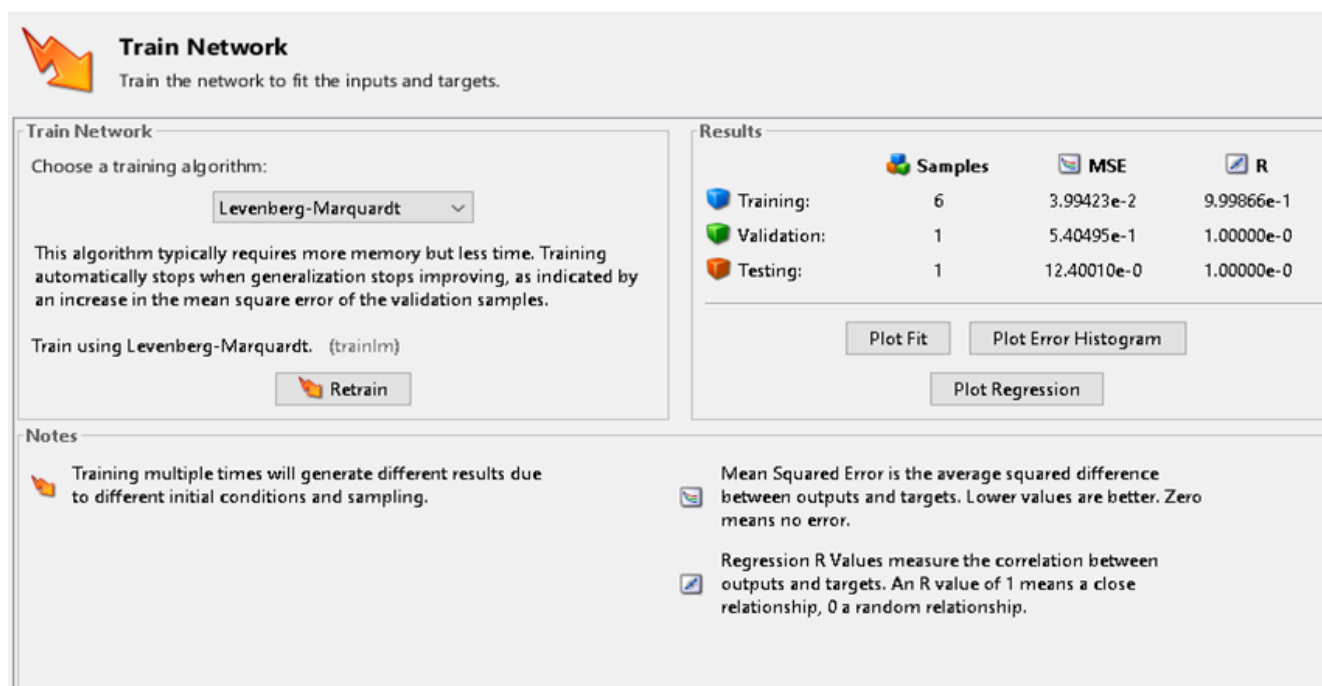 Train Network
Train the network to fit the inputs and targets.
Train Network
Choose a training algorithm:
Levenberg-Marquardt
This algorithm typically requires more memory but less time. Training
automatically stops when generalization stops improving, as indicated by
an increase in the mean square error of the validation samples.
Train using Levenberg-Marquardt. (trainlm)
Retrain
Results
Samples MSE R
Training: 6 3.99423e-2 9.99866e-1
Validation: 1 5.40495e-1 1.00000e-0
Testing: 1 12.40010e-0 1.00000e-0
Plot Fit Plot Error Histogram
Plot Regression
Notes
Training multiple times will generate different results due
to different initial conditions and sampling.
Mean Squared Error is the average squared difference
between outputs and targets. Lower values are better. Zero
means no error.
Regression R Values measure the correlation between
outputs and targets. An R value of 1 means a close
relationship, 0 a random relationship.